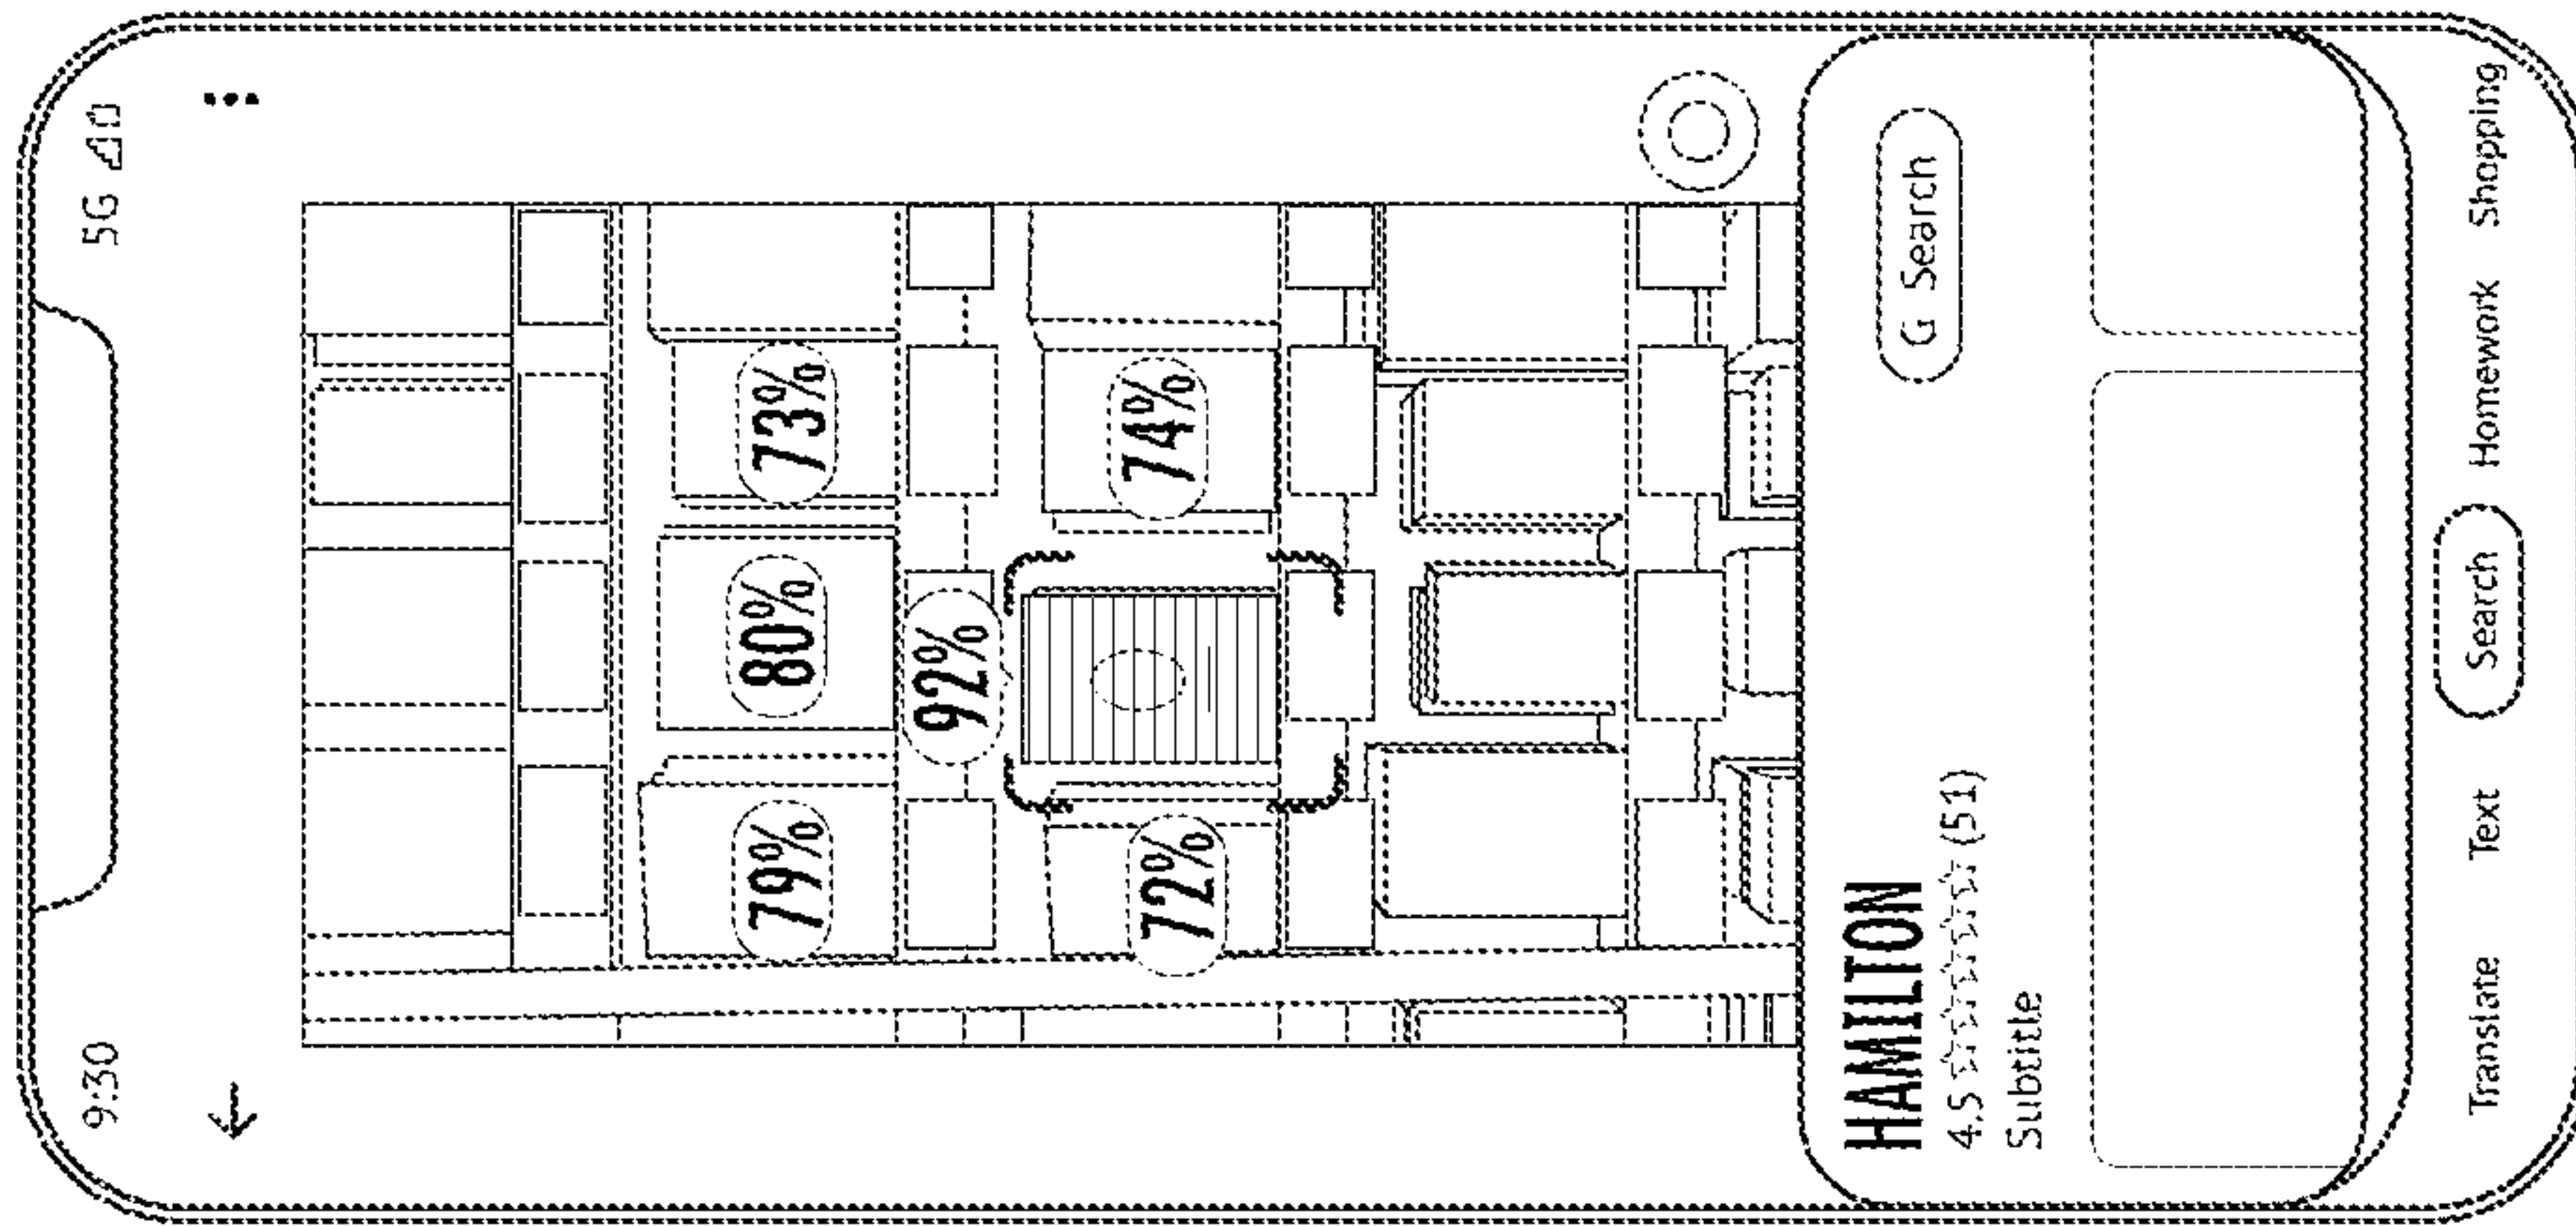 9:30 5G
79% 80% 73%
92%
72% 74%
HAMILTON
4.5 ☆☆☆☆☆ (51)
Subtitle
G Search
Translate Text Search Homework Shopping